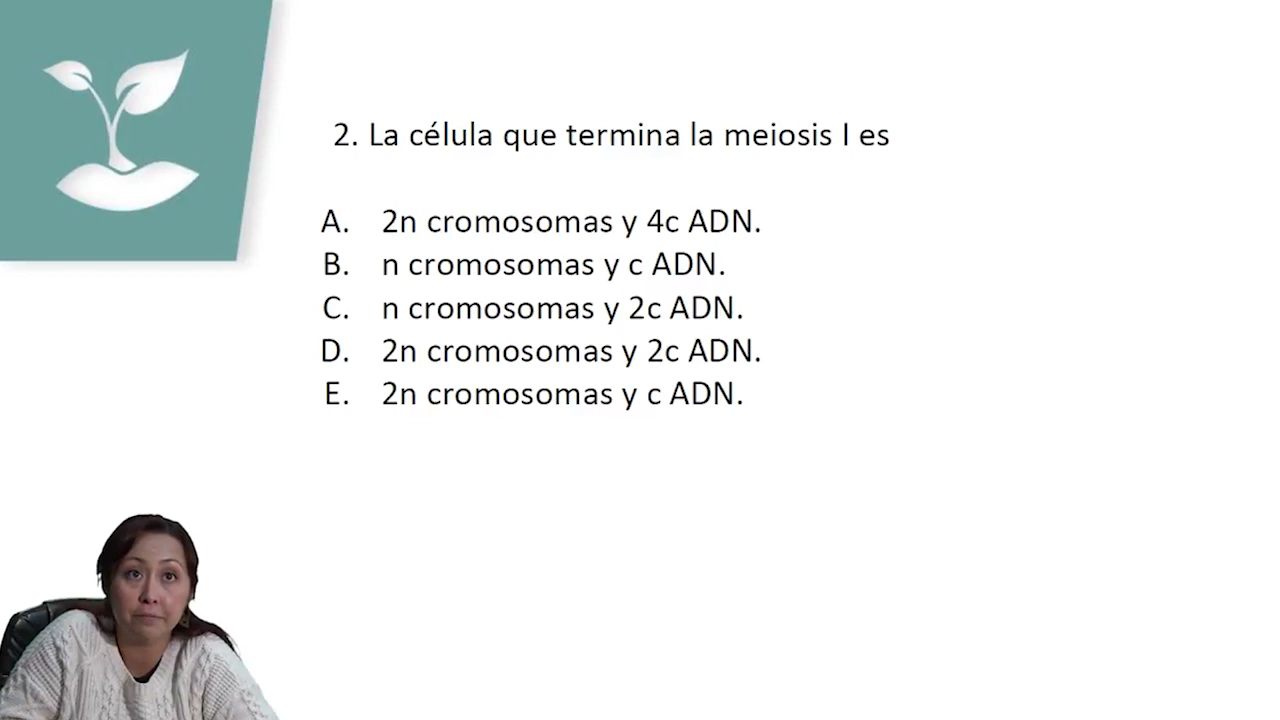 2. La célula que termina la meiosis I es
A. 2n cromosomas y 4c ADN.
B. n cromosomas y c ADN.
C. n cromosomas y 2c ADN.
D. 2n cromosomas y 2c ADN.
E. 2n cromosomas y c ADN.